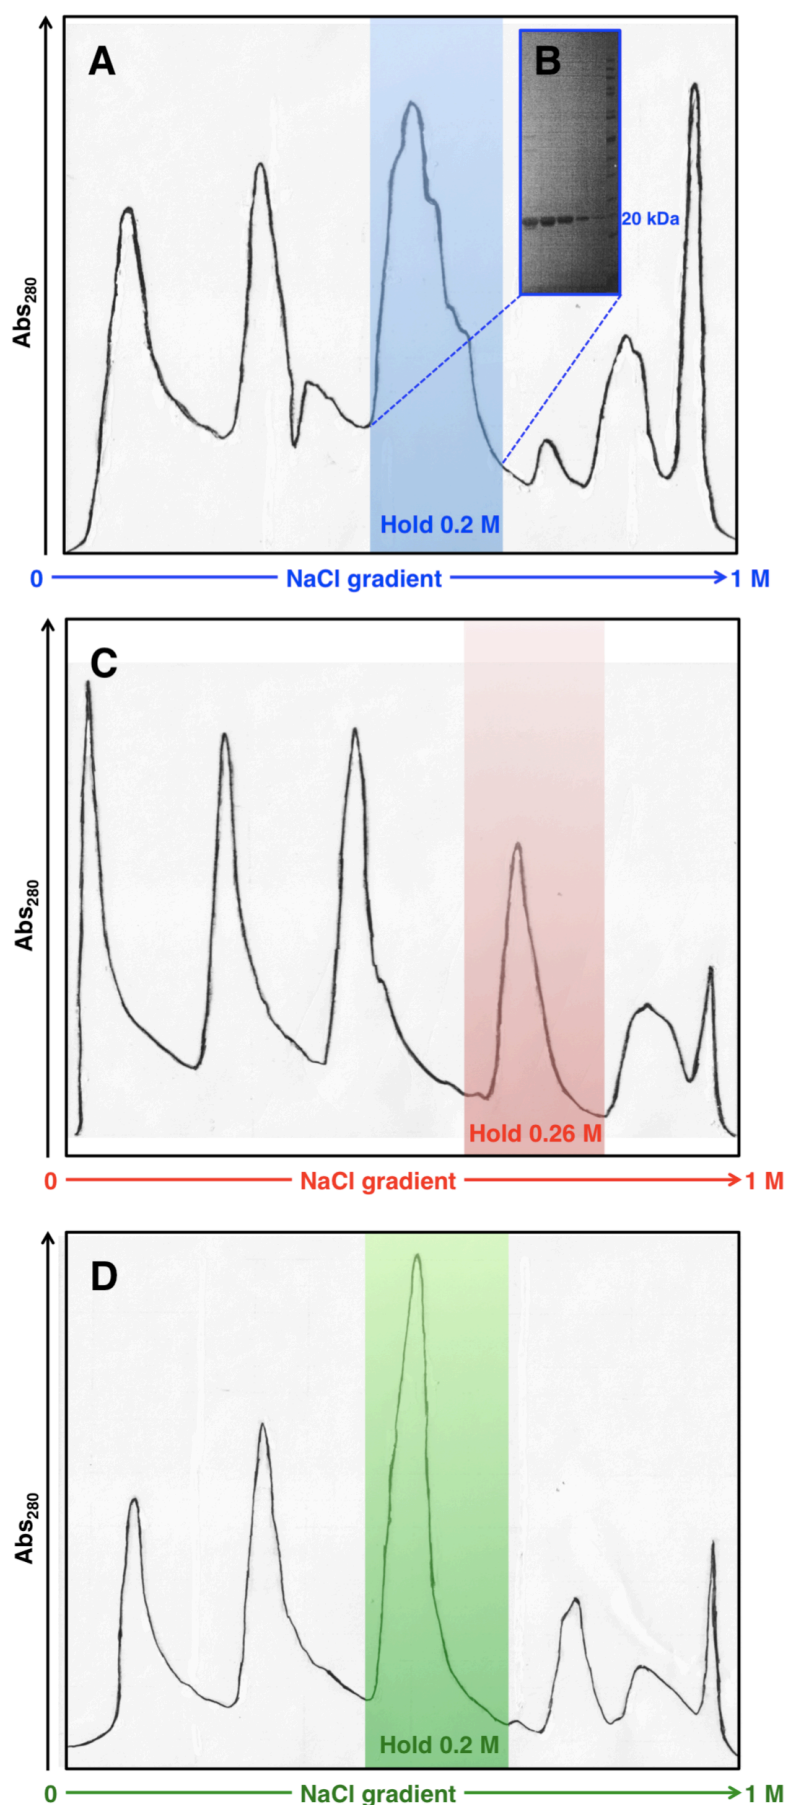 A
B
20 kDa
Abs280
Hold 0.2 M
0 NaCl gradient 1 M
C
Abs280
Hold 0.26 M
0 NaCl gradient 1 M
D
Abs280
Hold 0.2 M
0 NaCl gradient 1 M